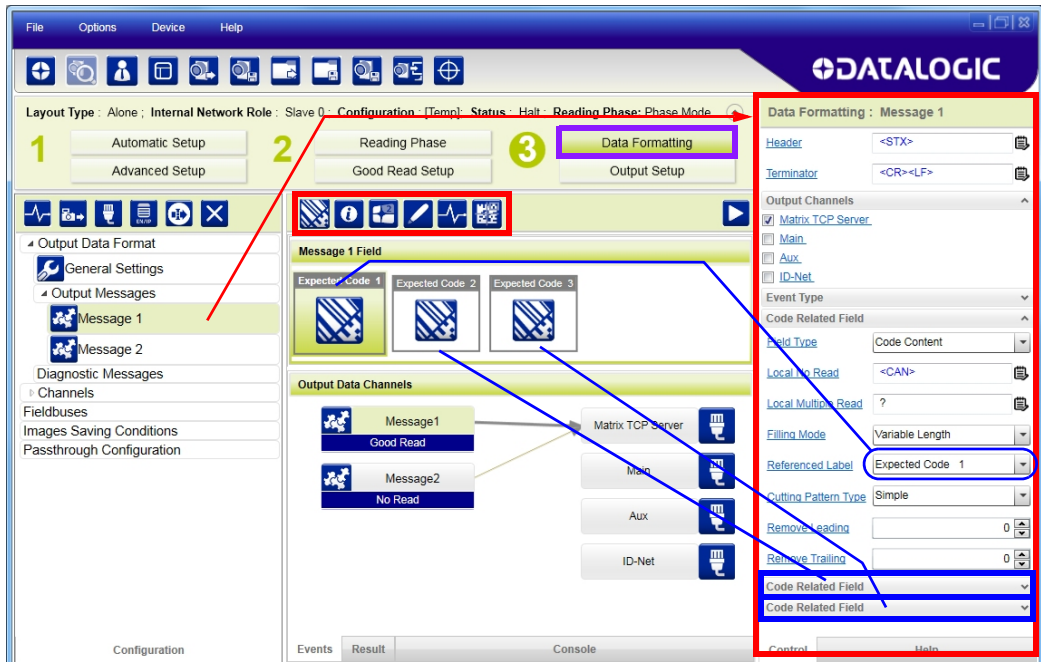 File Options Device Help
DATALOGIC
Layout Type : Alone ; Internal Network Role : Slave 0 ; Configuration : [Temp]; Status : Halt ; Reading Phase: Phase Mode
1 Automatic Setup
Advanced Setup
2 Reading Phase
Good Read Setup
3 Data Formatting
Output Setup
Output Data Format
General Settings
Output Messages
Message 1
Message 2
Diagnostic Messages
Channels
Fieldbuses
Images Saving Conditions
Passthrough Configuration
Configuration
Message 1 Field
Expected Code 1 Expected Code 2 Expected Code 3
Output Data Channels
Message1
Good Read
Message2
No Read
Matrix TCP Server
Main
Aux
ID-Net
Events Result Console
Data Formatting : Message 1
Header <STX>
Terminator <CR><LF>
Output Channels
Matrix TCP Server
Main
Aux
ID-Net
Event Type
Code Related Field
Field Type Code Content
Local No Read <CAN>
Local Multiple Read ?
Filling Mode Variable Length
Referenced Label Expected Code 1
Cutting Pattern Type Simple
Remove Leading 0
Remove Trailing 0
Code Related Field
Code Related Field
Control Help